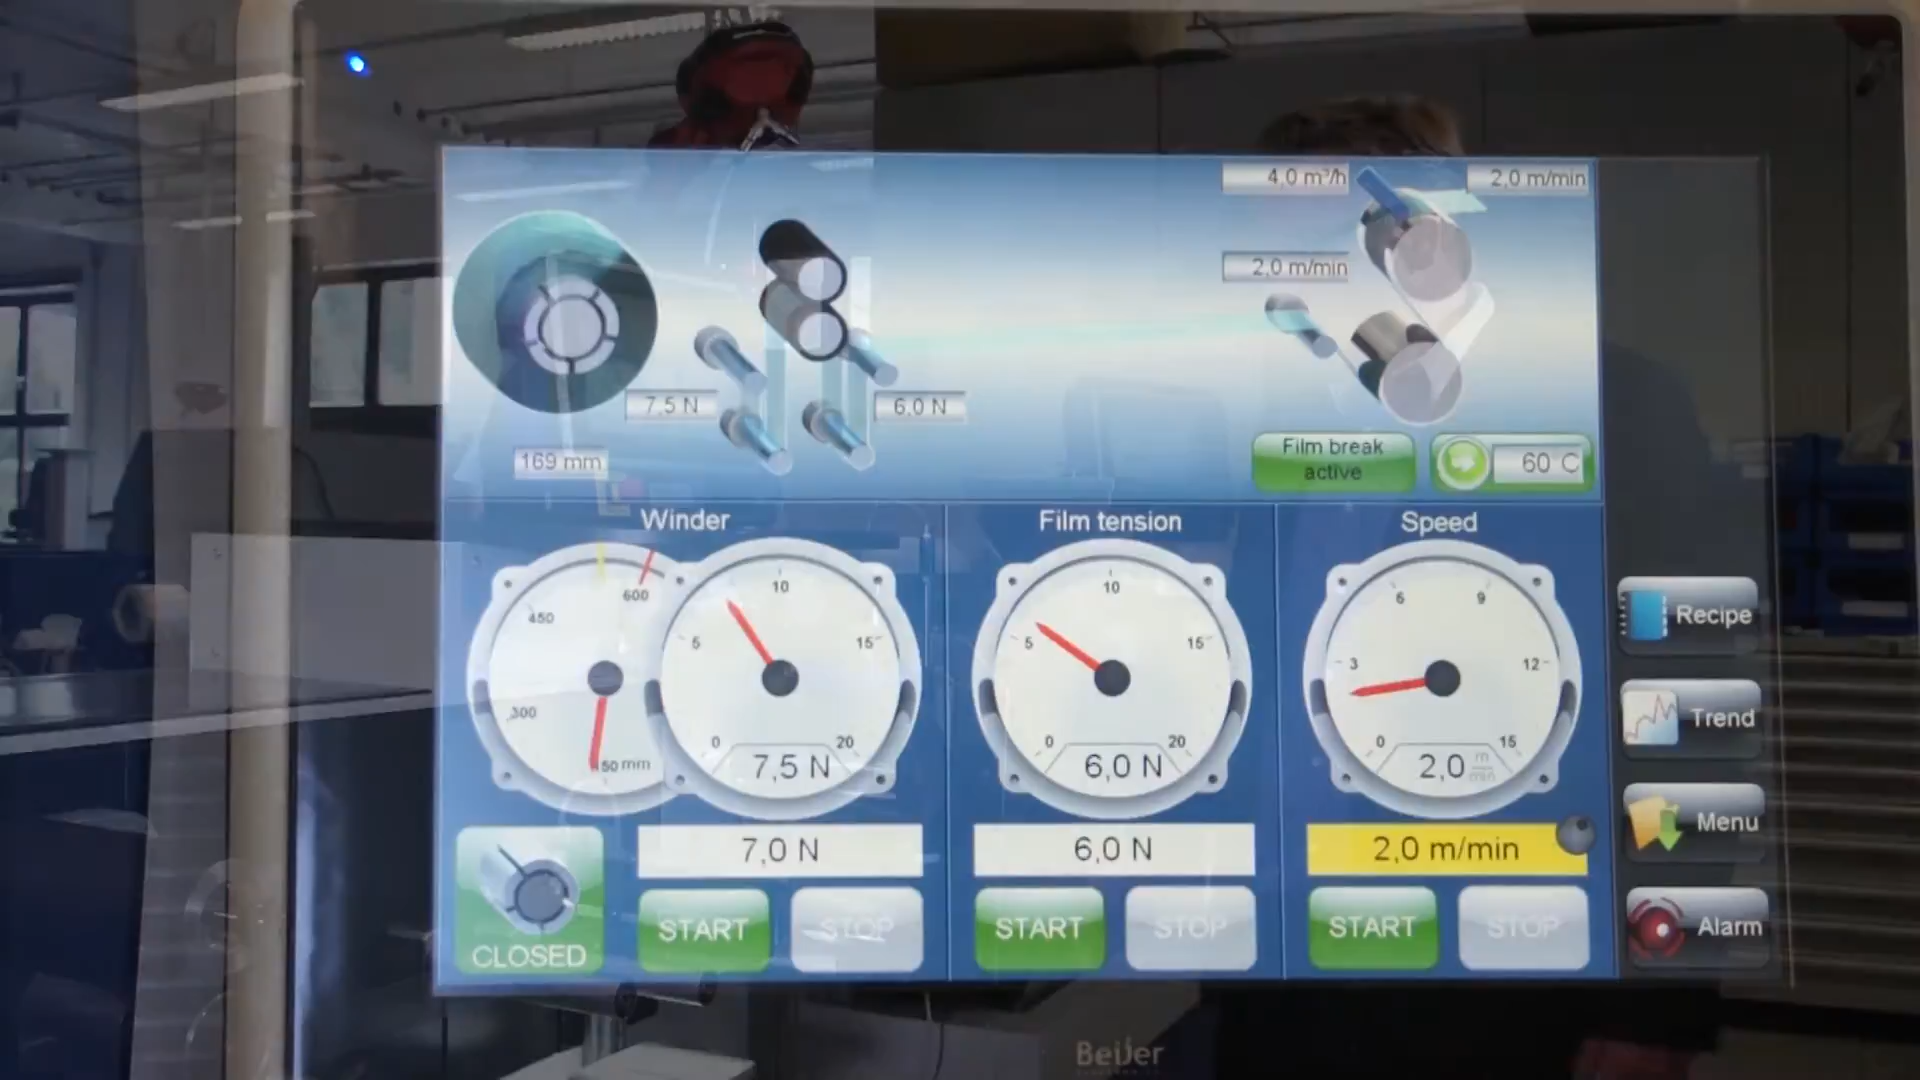 4,0 m³/h
2,0 m/min
2,0 m/min
7,5 N
6,0 N
169 mm
Film break
active
60 C
Winder
Film tension
Speed
600
450
300
50 mm
10
5
15
0
20
7,5 N
10
5
15
0
20
6,0 N
6
9
3
12
0
15
2,0 m/min
7,0 N
6,0 N
2,0 m/min
CLOSED
START
STOP
START
STOP
START
STOP
Recipe
Trend
Menu
Alarm
Beijer